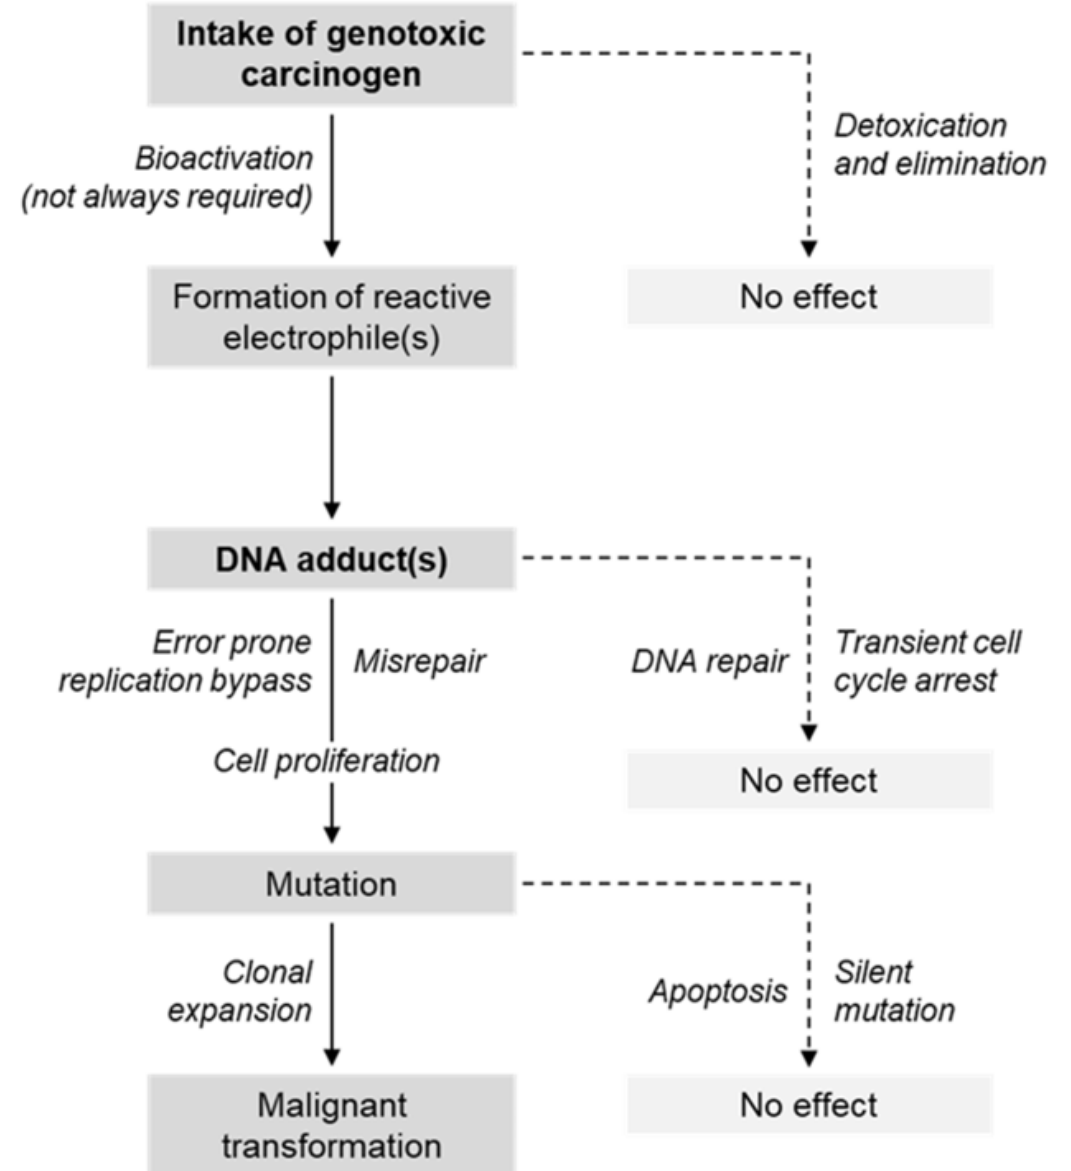 Intake of genotoxic
carcinogen
Bioactivation
(not always required)
Detoxication
and elimination
Formation of reactive
electrophile(s)
No effect
DNA adduct(s)
Error prone
replication bypass
Misrepair
DNA repair
Transient cell
cycle arrest
Cell proliferation
No effect
Mutation
Clonal
expansion
Apoptosis
Silent
mutation
Malignant
transformation
No effect